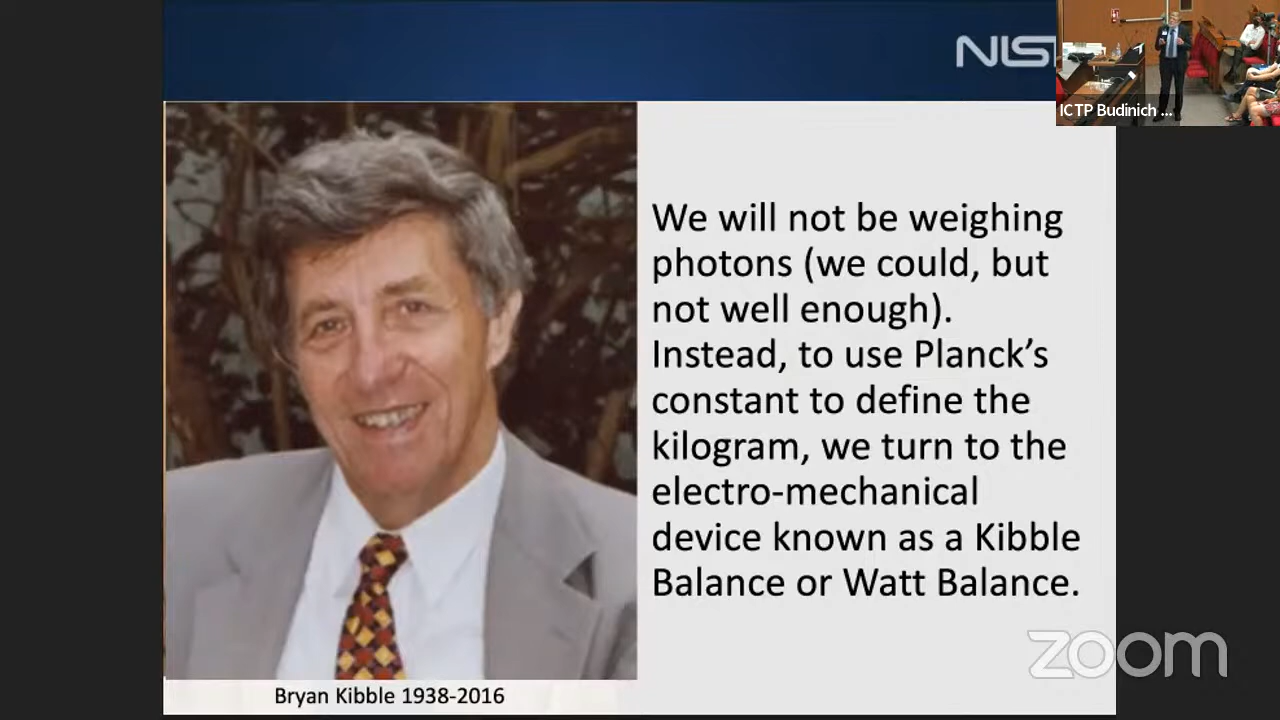 NIS
ICTP Budinich ...
We will not be weighing
photons (we could, but
not well enough).
Instead, to use Planck's
constant to define the
kilogram, we turn to the
electro-mechanical
device known as a Kibble
Balance or Watt Balance.
zoom
Bryan Kibble 1938-2016